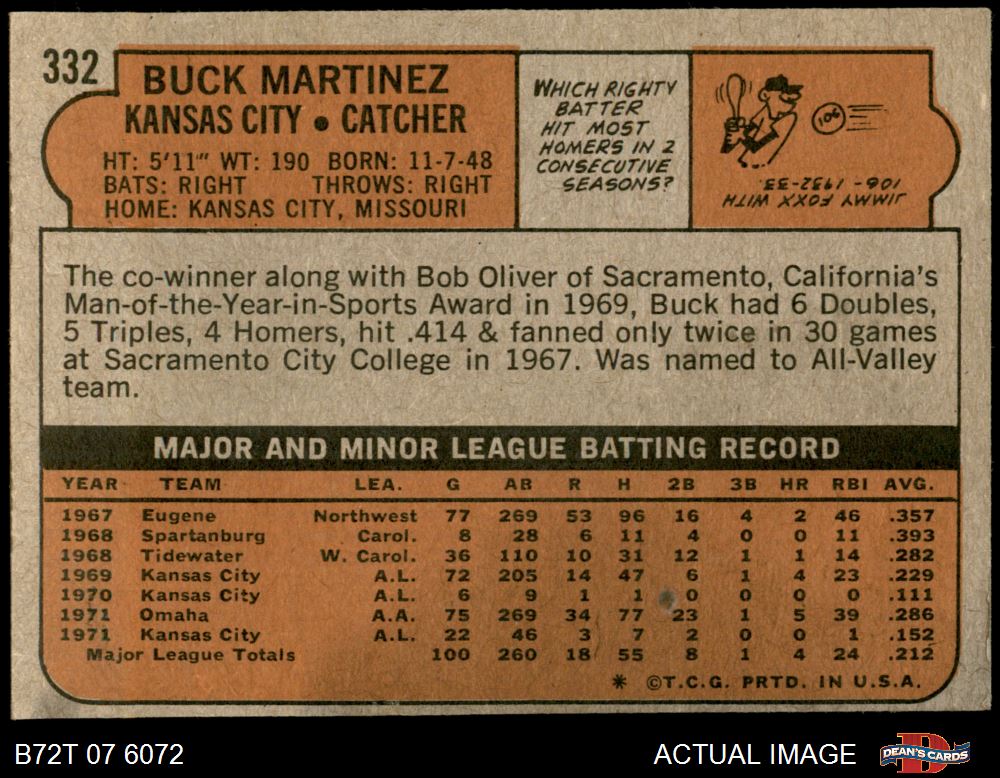 332
BUCK MARTINEZ
KANSAS CITY • CATCHER
HT: 5'11" WT: 190 BORN: 11-7-48
BATS: RIGHT THROWS: RIGHT
HOME: KANSAS CITY, MISSOURI
WHICH RIGHTY
BATTER
HIT MOST
HOMERS IN 2
CONSECUTIVE
SEASONS?
106
JIMMY FOXX WITH
106 - 1932-33.
The co-winner along with Bob Oliver of Sacramento, California's
Man-of-the-Year-in-Sports Award in 1969, Buck had 6 Doubles,
5 Triples, 4 Homers, hit .414 & fanned only twice in 30 games
at Sacramento City College in 1967. Was named to All-Valley
team.
MAJOR AND MINOR LEAGUE BATTING RECORD
YEAR TEAM LEA. G AB R H 2B 3B HR RBI AVG.
1967 Eugene Northwest 77 269 53 96 16 4 2 46 .357
1968 Spartanburg Carol. 8 28 6 11 4 0 0 11 .393
1968 Tidewater W. Carol. 36 110 10 31 12 1 1 14 .282
1969 Kansas City A.L. 72 205 14 47 6 1 4 23 .229
1970 Kansas City A.L. 6 9 1 1 0 0 0 0 .111
1971 Omaha A.A. 75 269 34 77 23 1 5 39 .286
1971 Kansas City A.L. 22 46 3 7 2 0 0 1 .152
Major League Totals 100 260 18 55 8 1 4 24 .212
* ©T.C.G. PRTD. IN U.S.A.
B72T 07 6072
ACTUAL IMAGE
D
DEAN'S CARDS